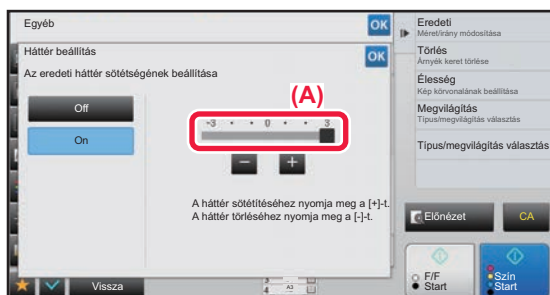 Egyéb
OK
Háttér beállítás
OK
Az eredeti háttér sötétségének beállítása
Off
On
(A)
-3 • • 0 • • 3
− +
A háttér sötétítéséhez nyomja meg a [+]-t.
A háttér törléséhez nyomja meg a [-]-t.
Vissza
A3
Eredeti
Méret/irány módosítása
Törlés
Árnyék keret törlése
Élesség
Kép körvonalának beállítása
Megvilágítás
Típus/megvilágítás választás
Típus/megvilágítás választás
Előnézet
CA
F/F
Start
Szín
Start